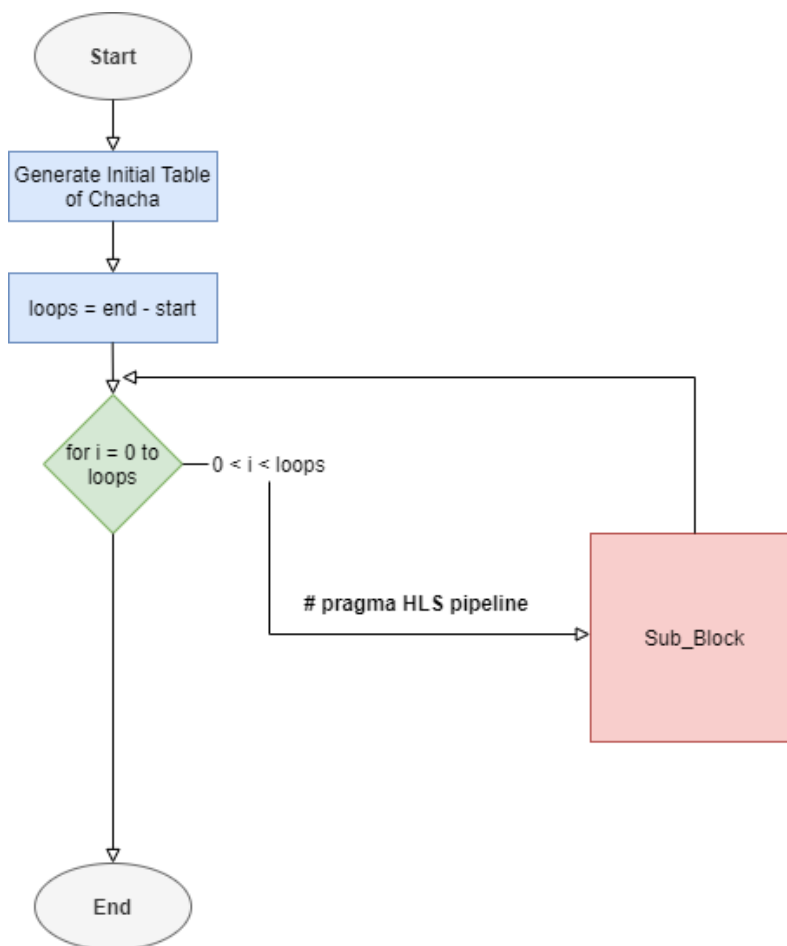 Start
Generate Initial Table
of Chacha
loops = end - start
for i = 0 to
loops
0 < i < loops
# pragma HLS pipeline
Sub_Block
End